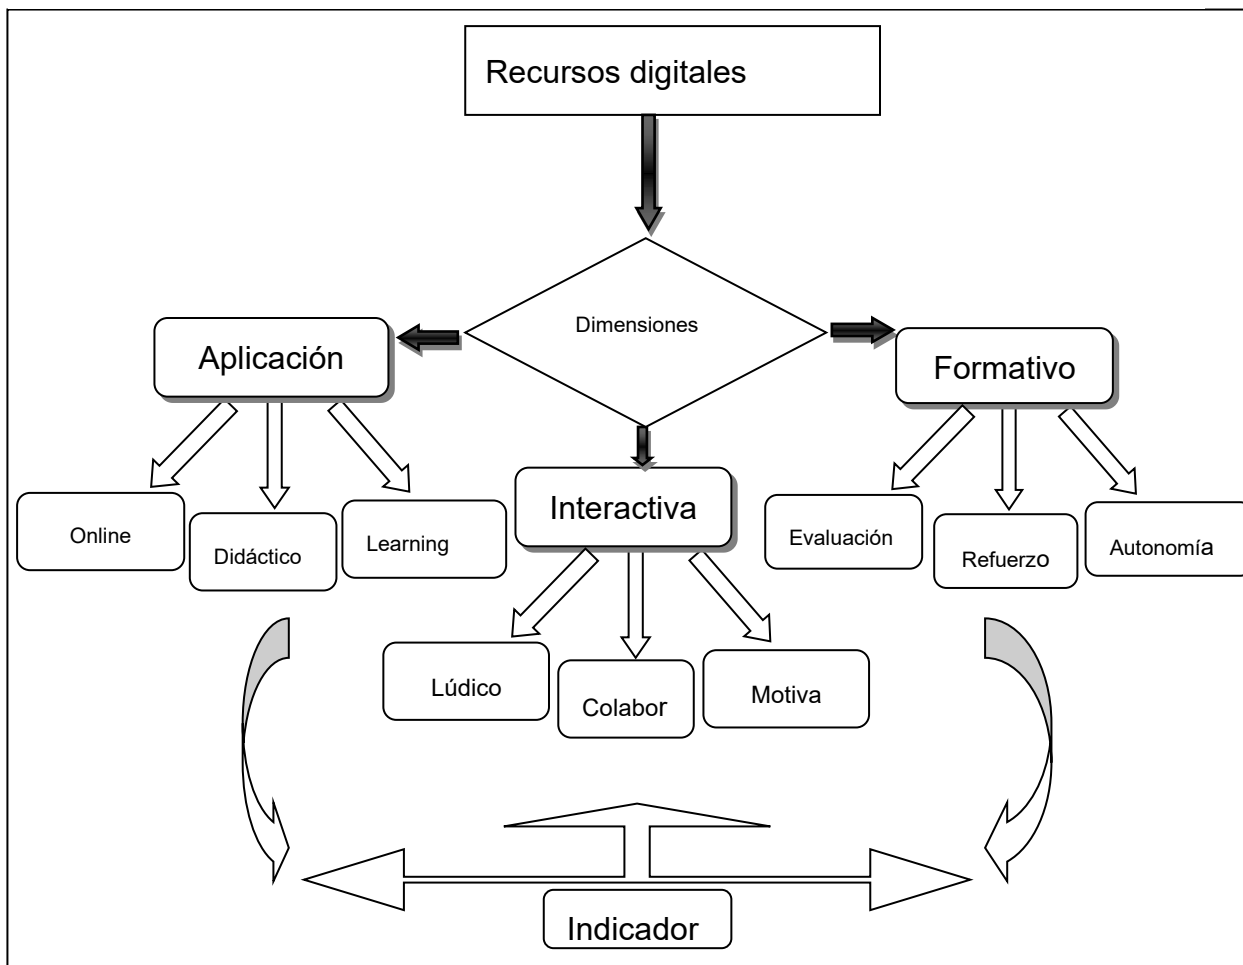 Recursos digitales
Dimensiones
Aplicación
Formativo
Interactiva
Online
Didáctico
Learning
Evaluación
Refuerzo
Autonomía
Lúdico
Colabor
Motiva
Indicador